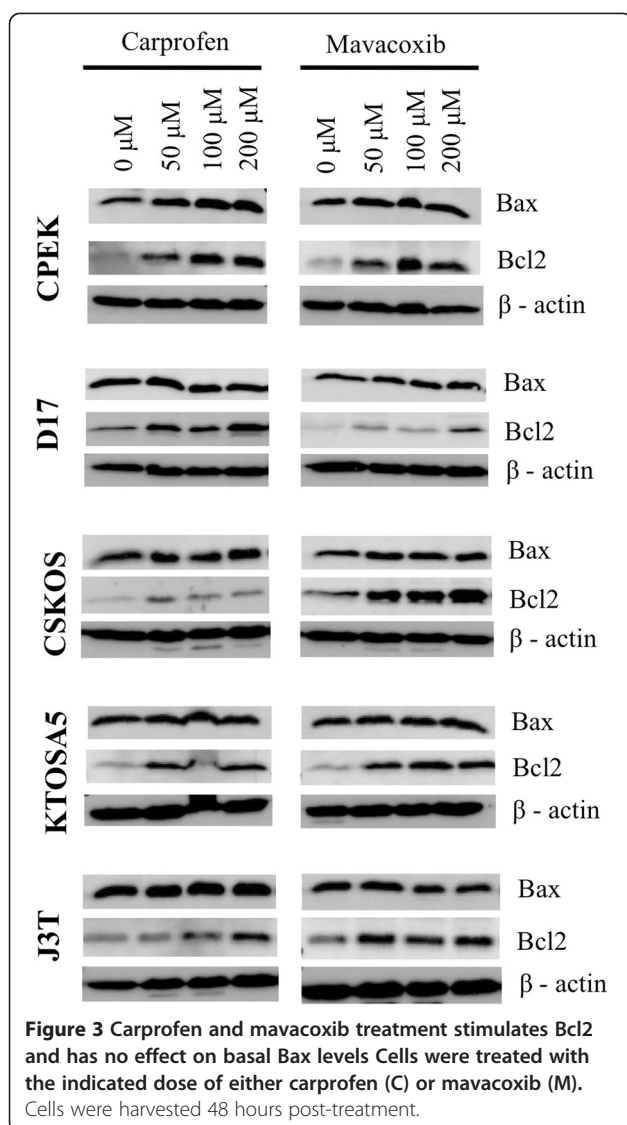 Carprofen
Mavacoxib
0 μM
50 μM
100 μM
200 μM
0 μM
50 μM
100 μM
200 μM
CPEK
Bax
Bcl2
β - actin
D17
Bax
Bcl2
β - actin
CSKOS
Bax
Bcl2
β - actin
KTOSA5
Bax
Bcl2
β - actin
J3T
Bax
Bcl2
β - actin
Figure 3 Carprofen and mavacoxib treatment stimulates Bcl2
and has no effect on basal Bax levels Cells were treated with
the indicated dose of either carprofen (C) or mavacoxib (M).
Cells were harvested 48 hours post-treatment.